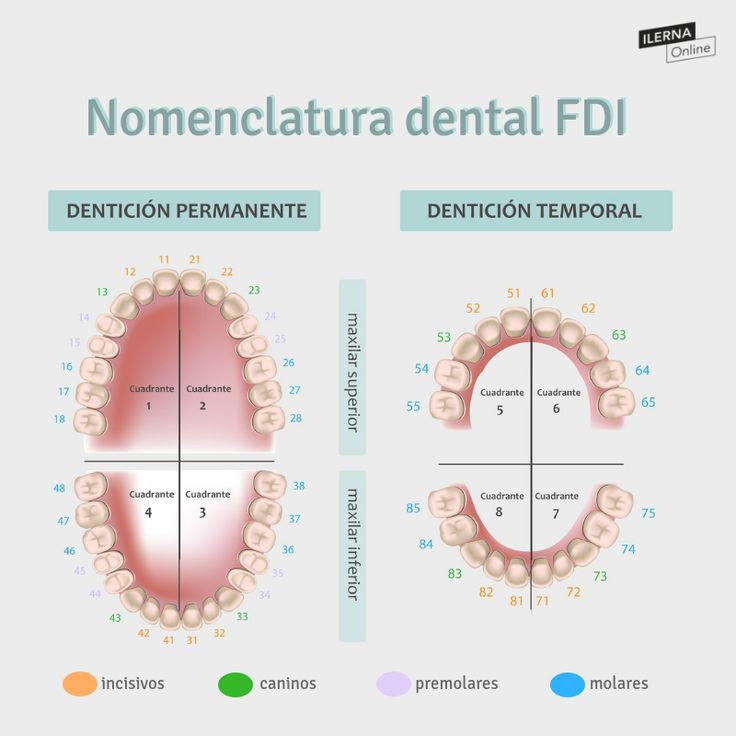 ILERNA
Online
Nomenclatura dental FDI
DENTICIÓN PERMANENTE
DENTICIÓN TEMPORAL
11 21
12 22
13 23
14 24
15 25
16 26
17 27
18 28
Cuadrante
1
Cuadrante
2
48 38
47 37
46 36
45 35
44 34
43 33
42 32
41 31
Cuadrante
4
Cuadrante
3
maxilar superior
maxilar inferior
51 61
52 62
53 63
54 64
55 65
Cuadrante
5
Cuadrante
6
85 75
84 74
83 73
82 72
81 71
Cuadrante
8
Cuadrante
7
incisivos
caninos
premolares
molares